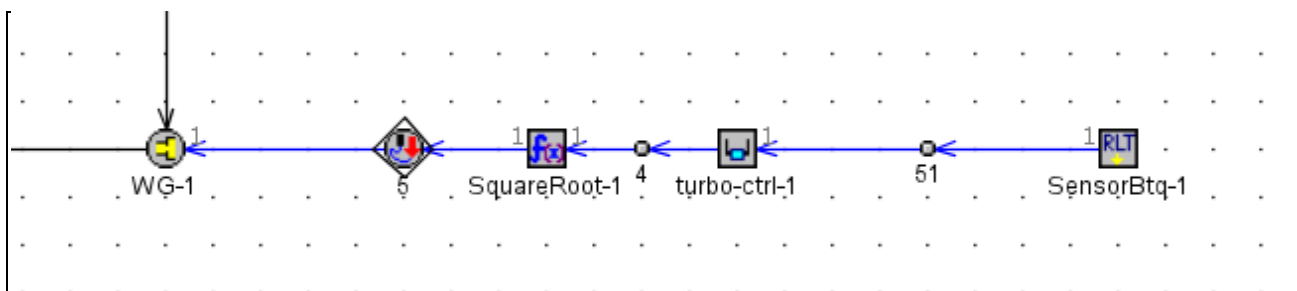 1
1
1
1
1
RLT
f(x)
WG-1
5
SquareRoot-1
4
turbo-ctrl-1
51
SensorBtq-1